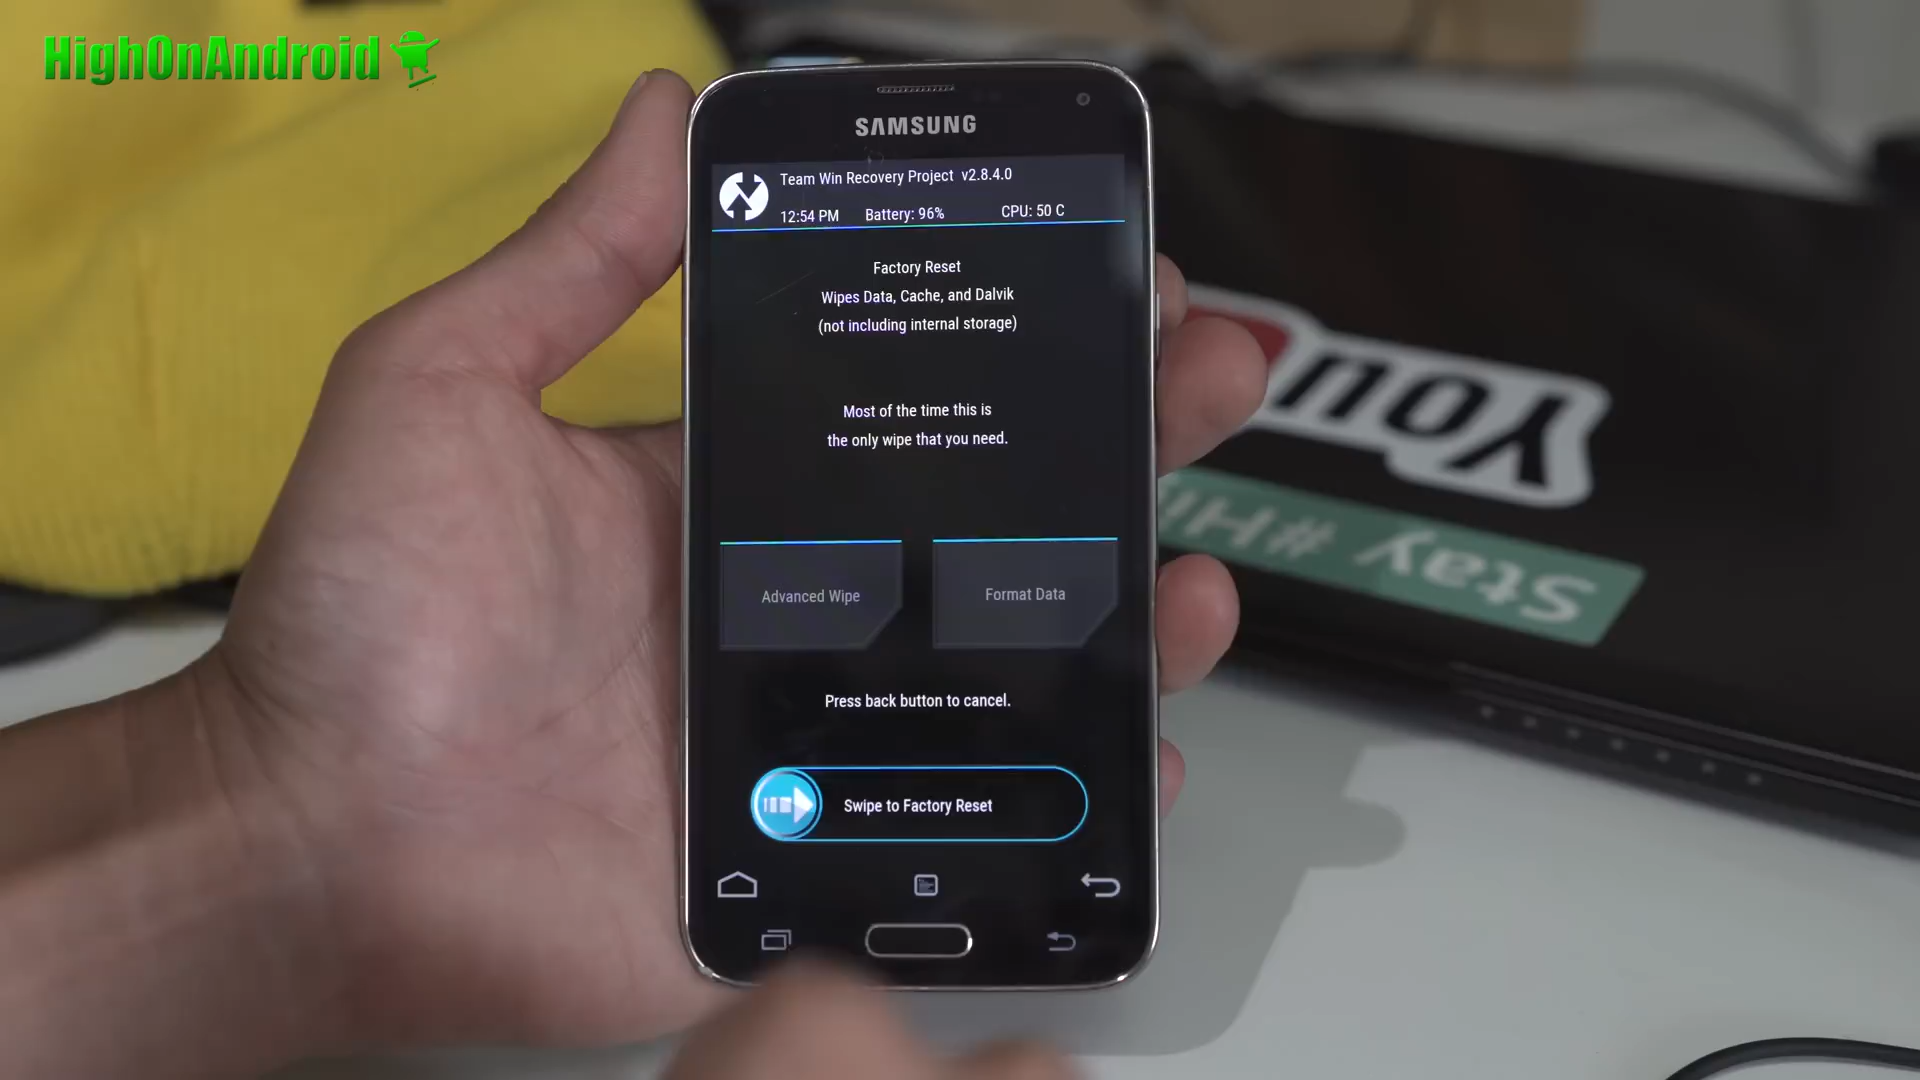 HighOnAndroid
SAMSUNG
Team Win Recovery Project v2.8.4.0
12:54 PM Battery: 96% CPU: 50 C
Factory Reset
Wipes Data, Cache, and Dalvik
(not including internal storage)
Most of the time this is
the only wipe that you need.
Advanced Wipe
Format Data
Press back button to cancel.
Swipe to Factory Reset
You
Stay #Hi